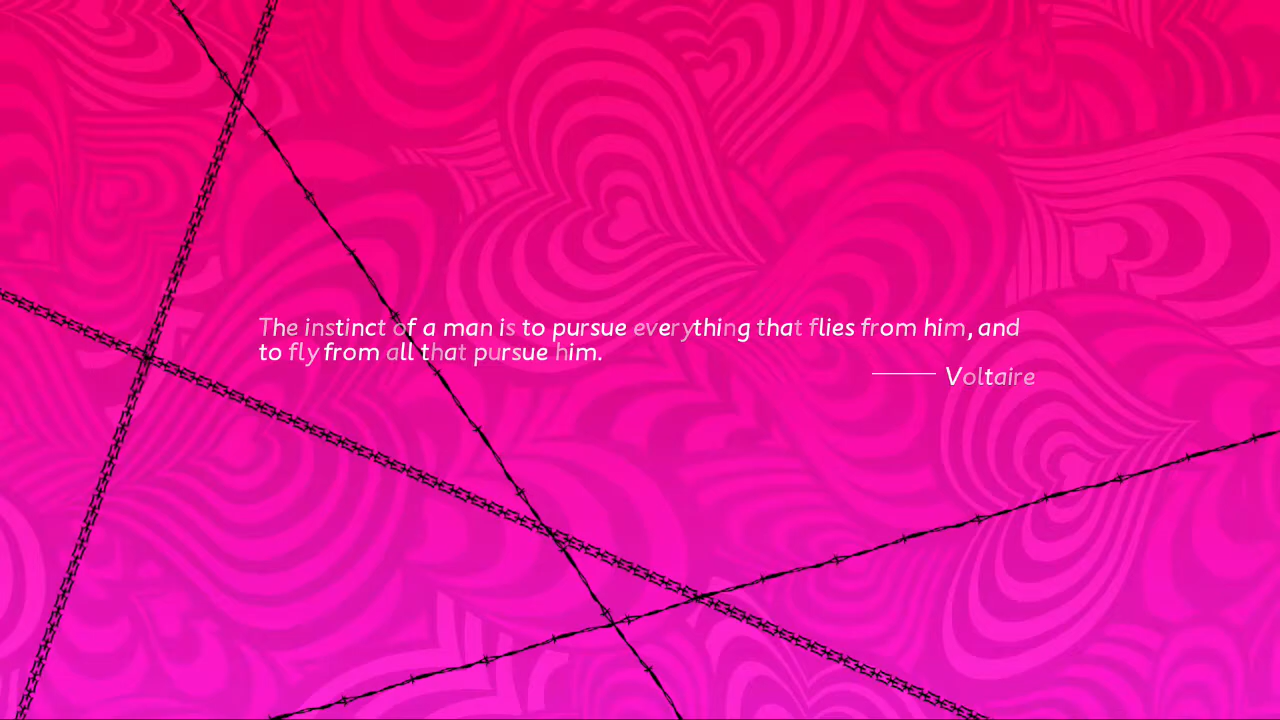 The instinct of a man is to pursue everything that flies from him, and
to fly from all that pursue him.
—— Voltaire